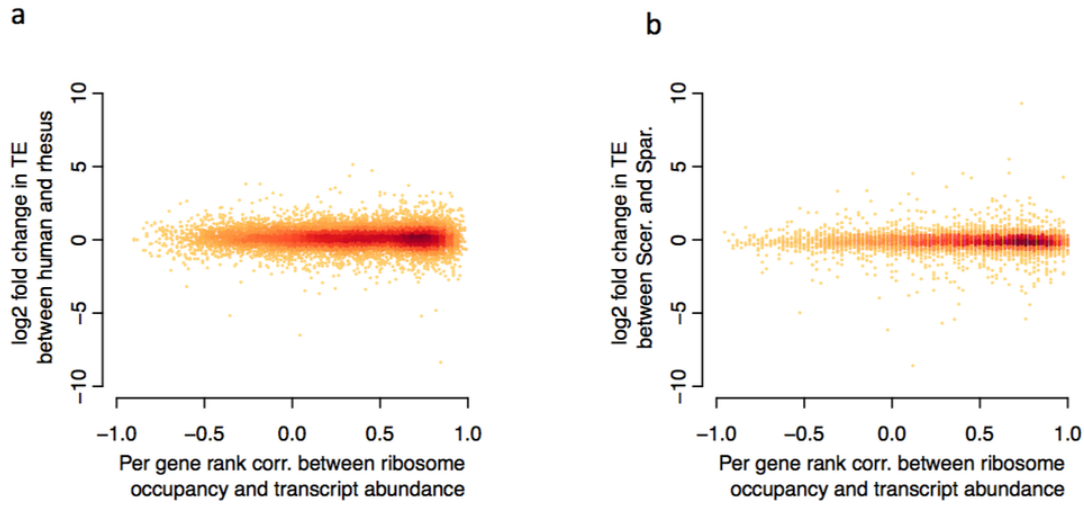 a
10
5
0
−5
−10
log2 fold change in TE
between human and rhesus
−1.0 −0.5 0.0 0.5 1.0
Per gene rank corr. between ribosome
occupancy and transcript abundance
b
10
5
0
−5
−10
log2 fold change in TE
between Scer. and Spar.
−1.0 −0.5 0.0 0.5 1.0
Per gene rank corr. between ribosome
occupancy and transcript abundance